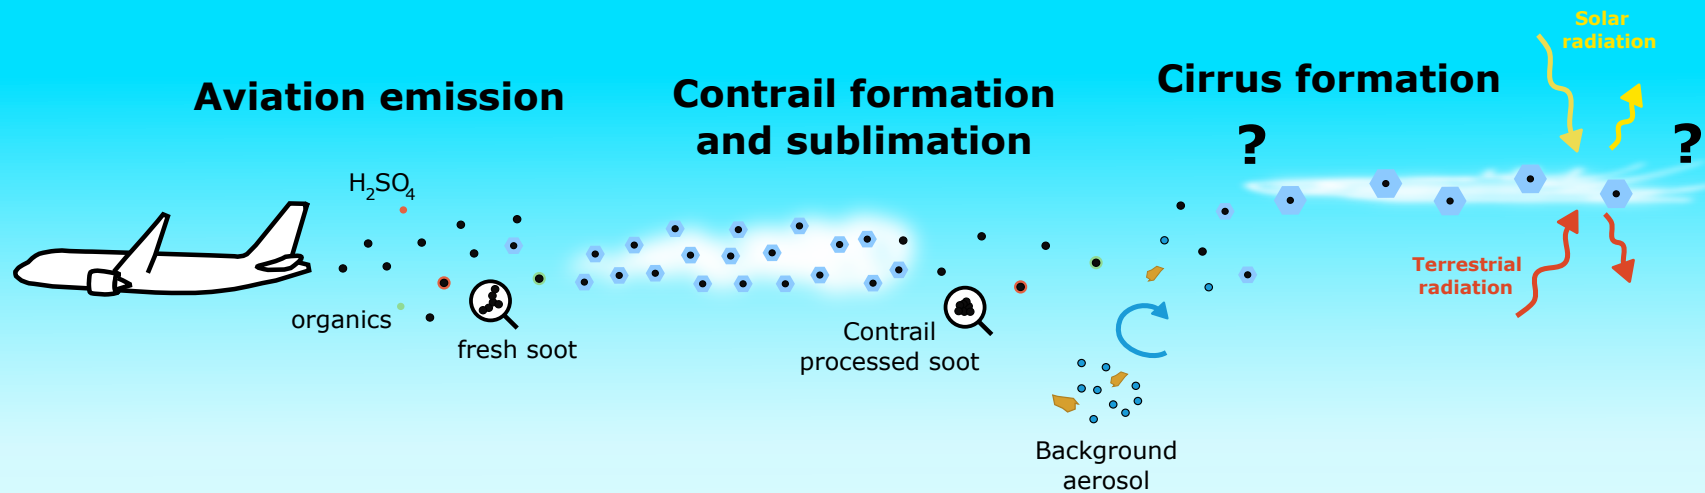 Aviation emission
Contrail formation
and sublimation
Cirrus formation
Solar
radiation
?
?
H₂SO₄
organics
fresh soot
Contrail
processed soot
Terrestrial
radiation
Background
aerosol